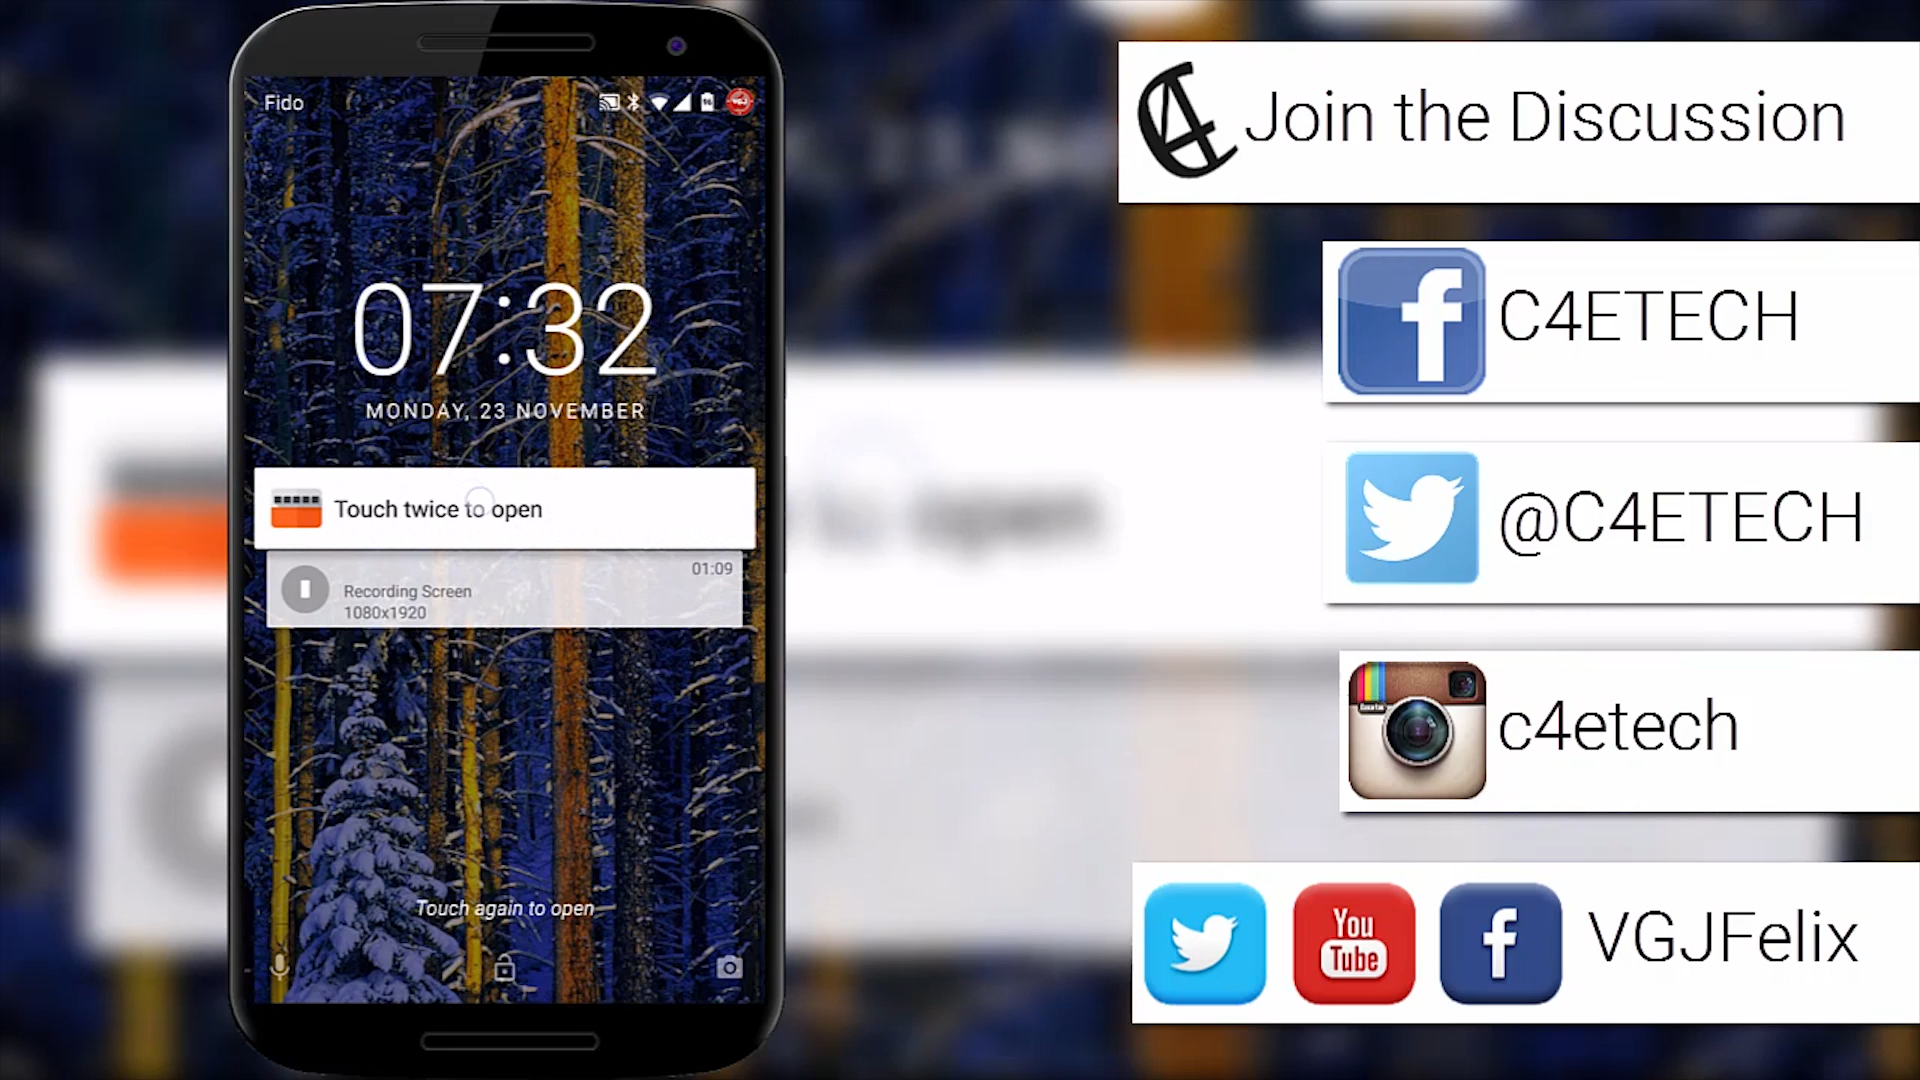 Fido
07:32
MONDAY, 23 NOVEMBER
Touch twice to open
01:09
Recording Screen
1080x1920
Touch again to open
Join the Discussion
C4ETECH
@C4ETECH
c4etech
You
Tube
VGJFelix